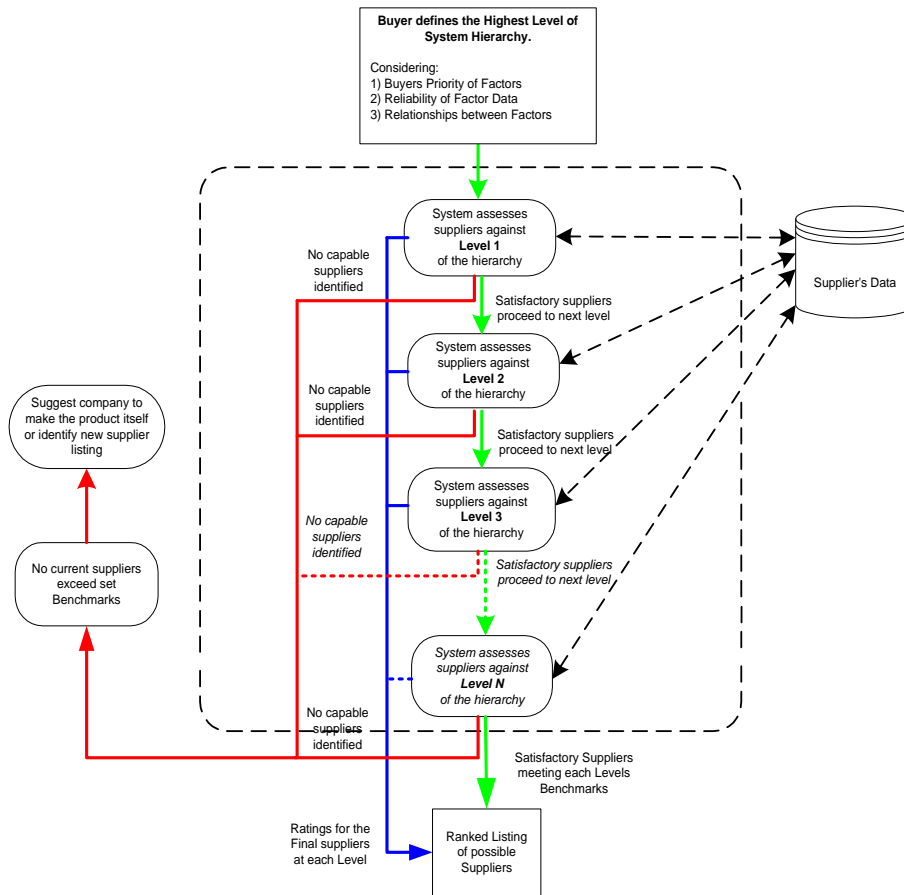 Buyer defines the Highest Level of
System Hierarchy.
Considering:
1) Buyers Priority of Factors
2) Reliability of Factor Data
3) Relationships between Factors
System assesses
suppliers against
Level 1
of the hierarchy
No capable
suppliers
identified
Supplier's Data
Satisfactory suppliers
proceed to next level
System assesses
suppliers against
Level 2
of the hierarchy
No capable
suppliers
identified
Suggest company to
make the product itself
or identify new supplier
listing
Satisfactory suppliers
proceed to next level
System assesses
suppliers against
Level 3
of the hierarchy
No capable
suppliers
identified
Satisfactory suppliers
proceed to next level
No current suppliers
exceed set
Benchmarks
System assesses
suppliers against
Level N
of the hierarchy
No capable
suppliers
identified
Satisfactory Suppliers
meeting each Levels
Benchmarks
Ratings for the
Final suppliers
at each Level
Ranked Listing
of possible
Suppliers